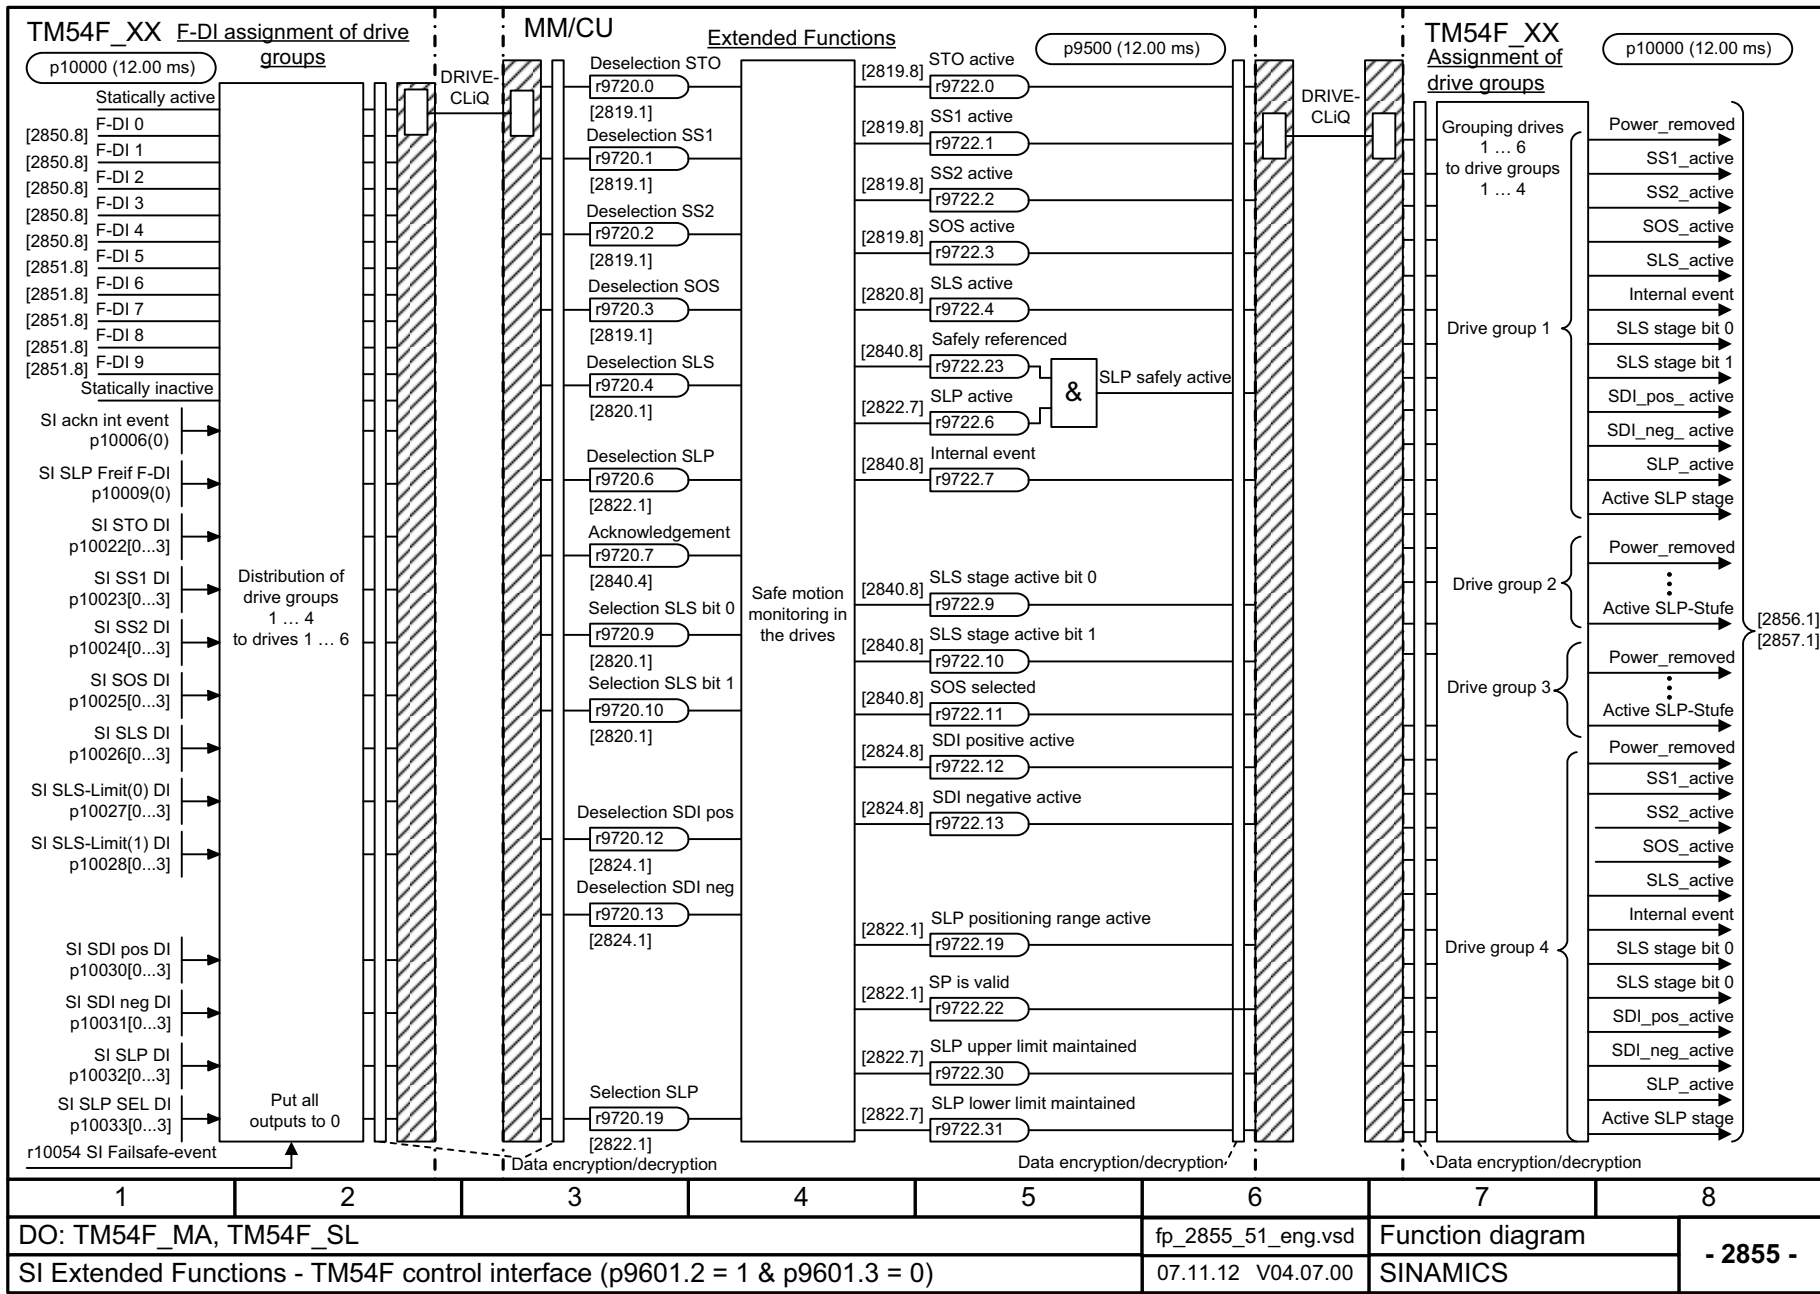 TM54F_XX
F-DI assignment of drive
groups
p10000 (12.00 ms)
Statically active
F-DI 0
[2850.8]
F-DI 1
[2850.8]
F-DI 2
[2850.8]
F-DI 3
[2850.8]
F-DI 4
[2850.8]
F-DI 5
[2851.8]
F-DI 6
[2851.8]
F-DI 7
[2851.8]
F-DI 8
[2851.8]
F-DI 9
[2851.8]
Statically inactive
SI ackn int event
p10006(0)
SI SLP Freif F-DI
p10009(0)
SI STO DI
p10022[0...3]
SI SS1 DI
p10023[0...3]
SI SS2 DI
p10024[0...3]
SI SOS DI
p10025[0...3]
SI SLS DI
p10026[0...3]
SI SLS-Limit(0) DI
p10027[0...3]
SI SLS-Limit(1) DI
p10028[0...3]
SI SDI pos DI
p10030[0...3]
SI SDI neg DI
p10031[0...3]
SI SLP DI
p10032[0...3]
SI SLP SEL DI
p10033[0...3]
r10054 SI Failsafe-event
Distribution of
drive groups
1 ... 4
to drives 1 ... 6
Put all
outputs to 0
DRIVE-
CLiQ
MM/CU
Extended Functions
p9500 (12.00 ms)
Deselection STO
r9720.0
[2819.1]
Deselection SS1
r9720.1
[2819.1]
Deselection SS2
r9720.2
[2819.1]
Deselection SOS
r9720.3
[2819.1]
Deselection SLS
r9720.4
[2820.1]
Deselection SLP
r9720.6
[2822.1]
Acknowledgement
r9720.7
[2840.4]
Selection SLS bit 0
r9720.9
[2820.1]
Selection SLS bit 1
r9720.10
[2820.1]
Deselection SDI pos
r9720.12
[2824.1]
Deselection SDI neg
r9720.13
[2824.1]
Selection SLP
r9720.19
[2822.1]
Data encryption/decryption
Safe motion
monitoring in
the drives
STO active
[2819.8]
r9722.0
SS1 active
[2819.8]
r9722.1
SS2 active
[2819.8]
r9722.2
SOS active
[2819.8]
r9722.3
SLS active
[2820.8]
r9722.4
Safely referenced
[2840.8]
r9722.23
SLP active
[2822.7]
r9722.6
&
SLP safely active
Internal event
[2840.8]
r9722.7
SLS stage active bit 0
[2840.8]
r9722.9
SLS stage active bit 1
[2840.8]
r9722.10
SOS selected
[2840.8]
r9722.11
SDI positive active
[2824.8]
r9722.12
SDI negative active
[2824.8]
r9722.13
SLP positioning range active
[2822.1]
r9722.19
SP is valid
[2822.1]
r9722.22
SLP upper limit maintained
[2822.7]
r9722.30
SLP lower limit maintained
[2822.7]
r9722.31
Data encryption/decryption
DRIVE-
CLiQ
TM54F_XX
Assignment of
drive groups
p10000 (12.00 ms)
Grouping drives
1 ... 6
to drive groups
1 ... 4
Drive group 1
Power_removed
SS1_active
SS2_active
SOS_active
SLS_active
Internal event
SLS stage bit 0
SLS stage bit 1
SDI_pos_ active
SDI_neg_ active
SLP_active
Active SLP stage
Drive group 2
Power_removed
Active SLP-Stufe
Drive group 3
Power_removed
Active SLP-Stufe
Drive group 4
Power_removed
SS1_active
SS2_active
SOS_active
SLS_active
Internal event
SLS stage bit 0
SLS stage bit 0
SDI_pos_active
SDI_neg_active
SLP_active
Active SLP stage
[2856.1]
[2857.1]
Data encryption/decryption
1 2 3 4 5 6 7 8
DO: TM54F_MA, TM54F_SL
fp_2855_51_eng.vsd
Function diagram
- 2855 -
SI Extended Functions - TM54F control interface (p9601.2 = 1 & p9601.3 = 0)
07.11.12 V04.07.00
SINAMICS